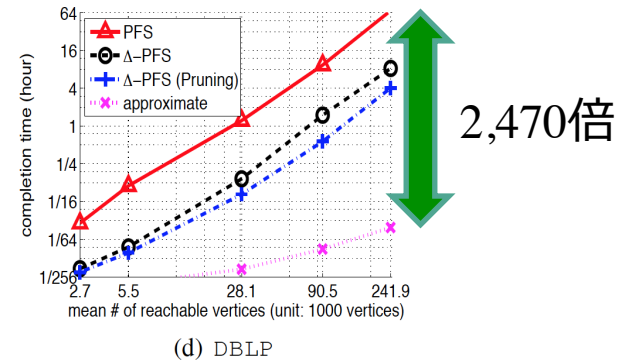 64
16
4
1
1/4
1/16
1/64
1/256
completion time (hour)
PFS
Δ−PFS
Δ−PFS (Pruning)
approximate
2,470倍
2.7 5.5 28.1 90.5 241.9
mean # of reachable vertices (unit: 1000 vertices)
(d) DBLP